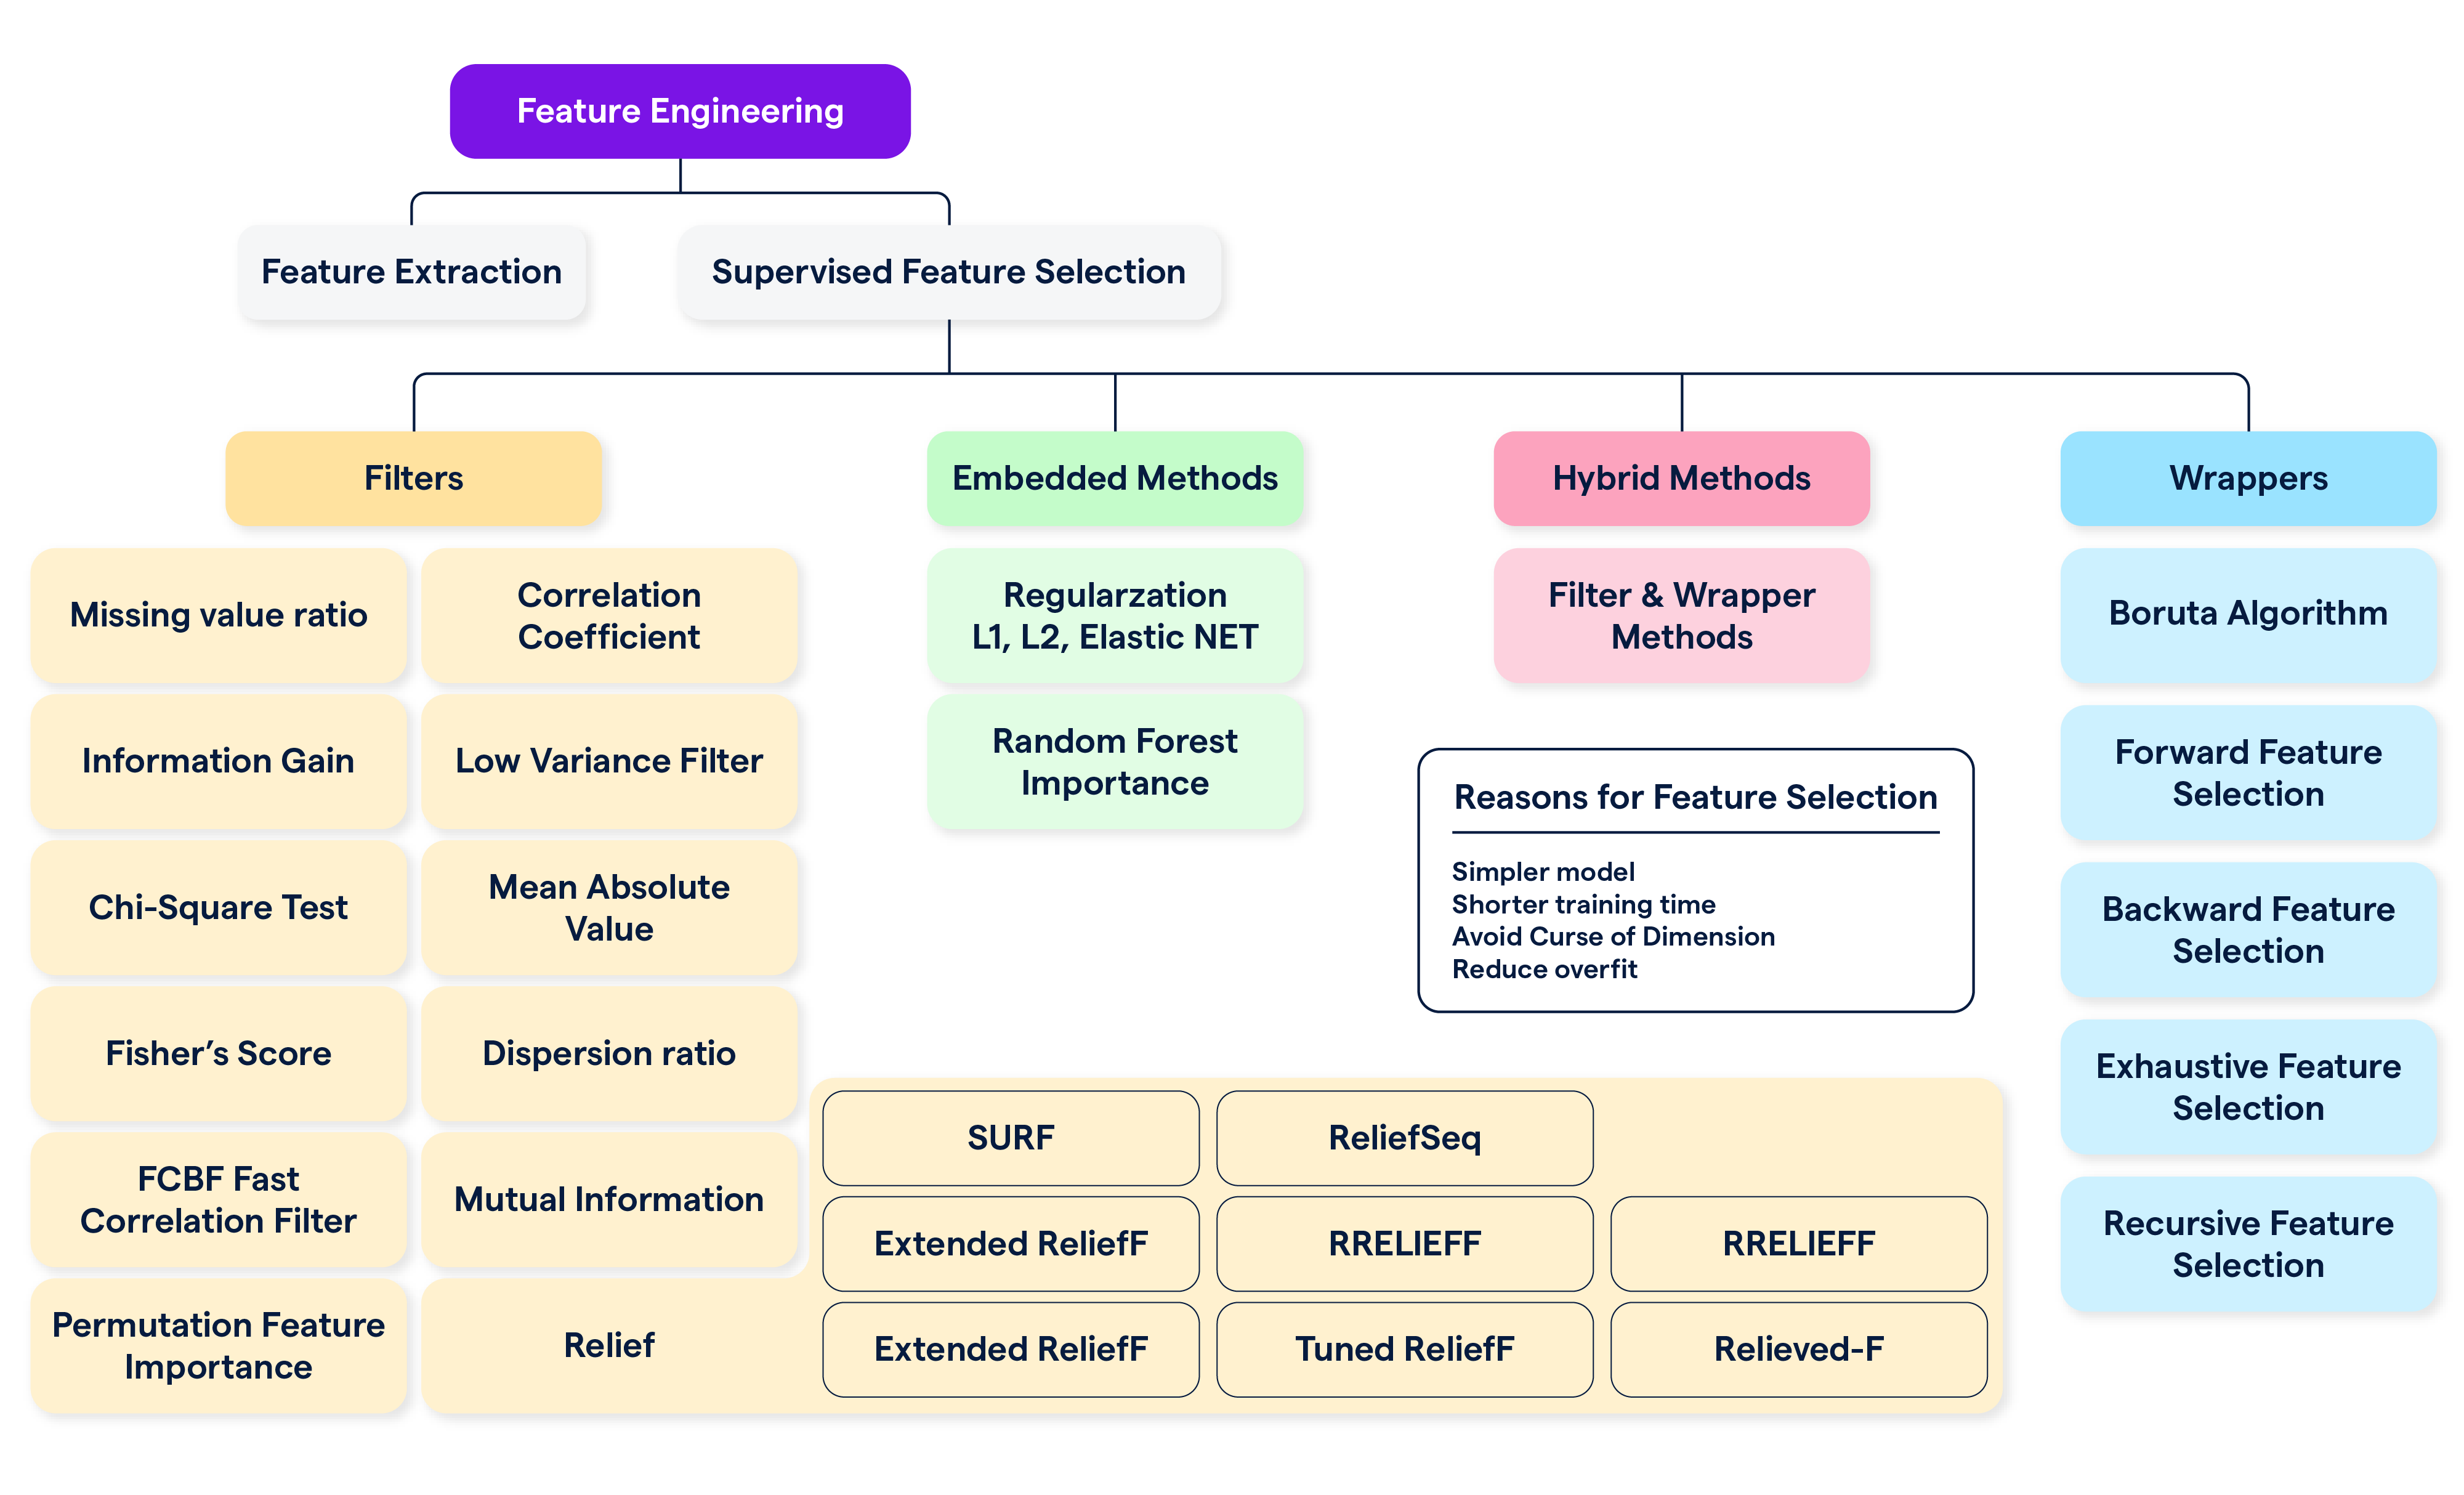 Feature Engineering
Feature Extraction
Supervised Feature Selection
Filters
Embedded Methods
Hybrid Methods
Wrappers
Missing value ratio
Correlation
Coefficient
Information Gain
Low Variance Filter
Chi-Square Test
Mean Absolute
Value
Fisher’s Score
Dispersion ratio
FCBF Fast
Correlation Filter
Mutual Information
Permutation Feature
Importance
Relief
SURF
ReliefSeq
Extended ReliefF
RRELIEFF
RRELIEFF
Extended ReliefF
Tuned ReliefF
Relieved-F
Regularzation
L1, L2, Elastic NET
Random Forest
Importance
Filter & Wrapper
Methods
Reasons for Feature Selection
Simpler model
Shorter training time
Avoid Curse of Dimension
Reduce overfit
Boruta Algorithm
Forward Feature
Selection
Backward Feature
Selection
Exhaustive Feature
Selection
Recursive Feature
Selection